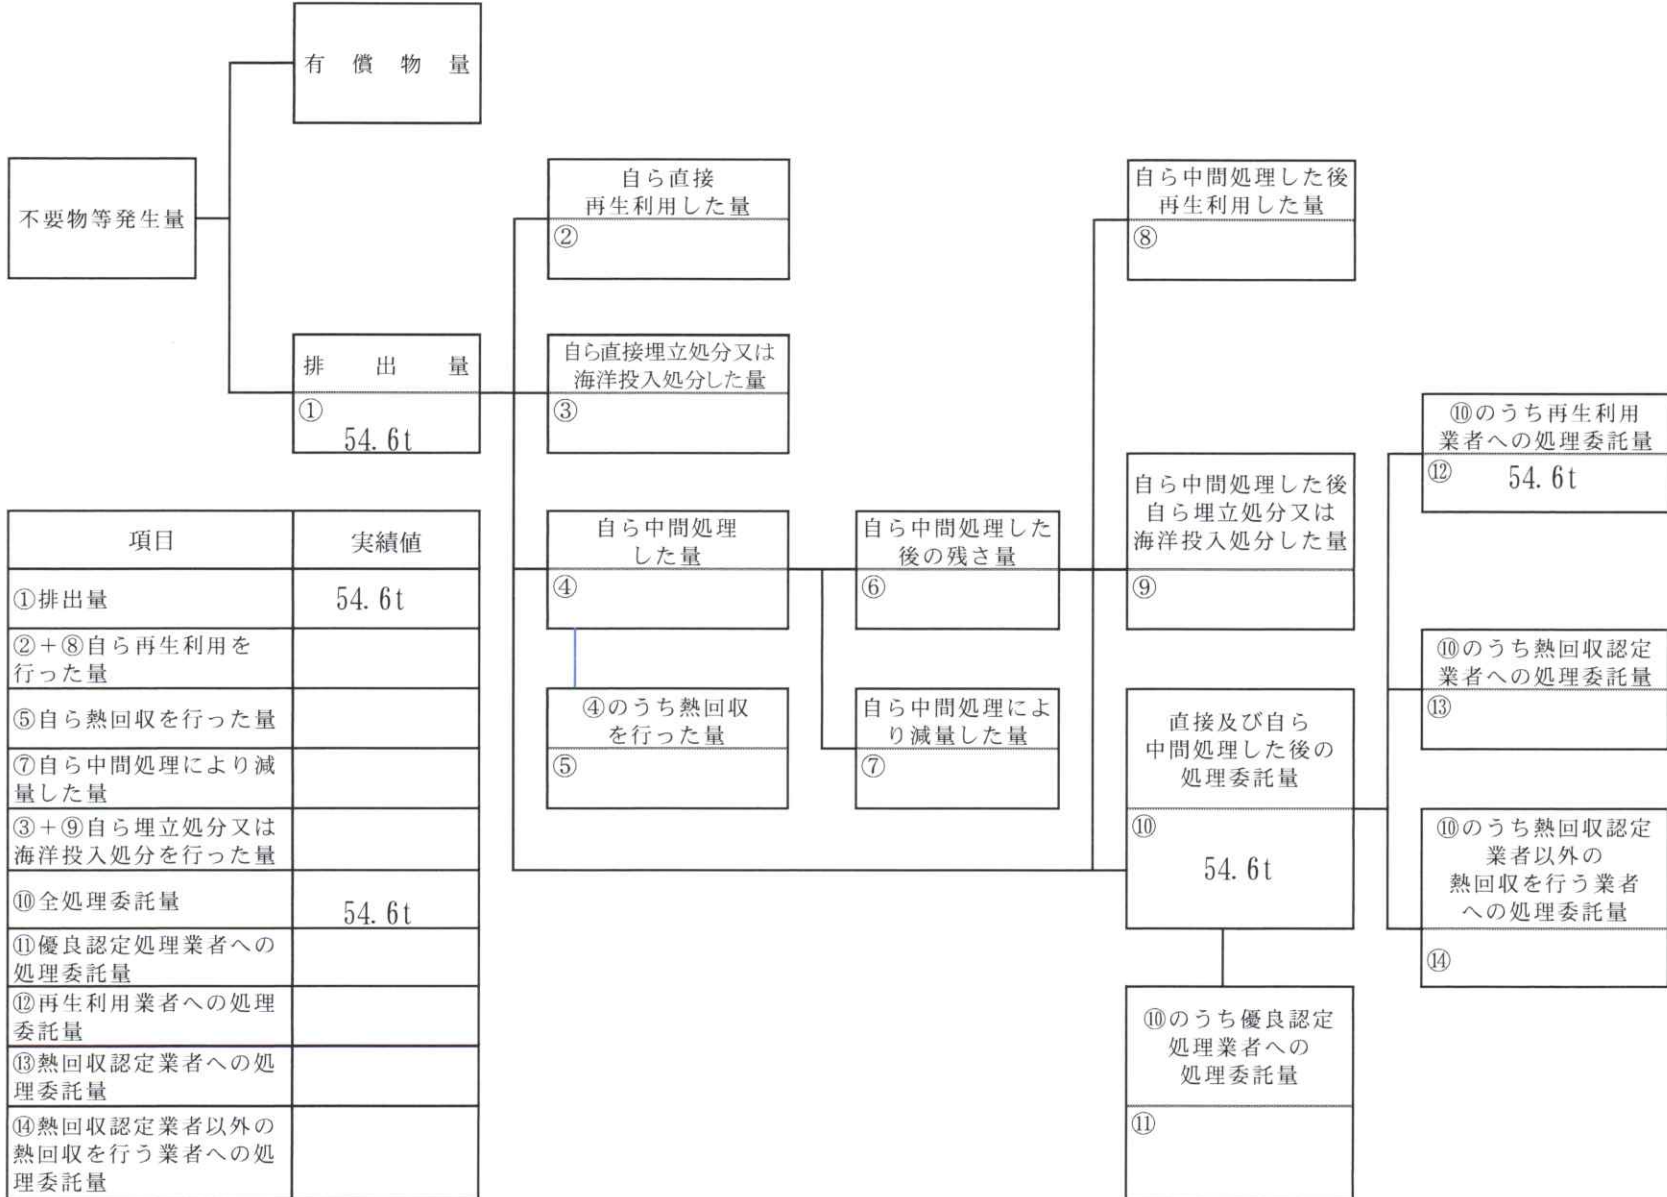 有償物量
不要物等発生量
排出量
①
54.6t
自ら直接
再生利用した量
②
自ら直接埋立処分又は
海洋投入処分した量
③
自ら中間処理
した量
④
④のうち熱回収
を行った量
⑤
自ら中間処理した
後の残さ量
⑥
自ら中間処理によ
り減量した量
⑦
自ら中間処理した後
再生利用した量
⑧
自ら中間処理した後
自ら埋立処分又は
海洋投入処分した量
⑨
直接及び自ら
中間処理した後の
処理委託量
⑩
54.6t
⑩のうち優良認定
処理業者への
処理委託量
⑪
⑩のうち再生利用
業者への処理委託量
⑫ 54.6t
⑩のうち熱回収認定
業者への処理委託量
⑬
⑩のうち熱回収認定
業者以外の
熱回収を行う業者
への処理委託量
⑭
項目 実績値
①排出量 54.6t
②+⑧自ら再生利用を
行った量
⑤自ら熱回収を行った量
⑦自ら中間処理により減
量した量
③+⑨自ら埋立処分又は
海洋投入処分を行った量
⑩全処理委託量 54.6t
⑪優良認定処理業者への
処理委託量
⑫再生利用業者への処理
委託量
⑬熱回収認定業者への処
理委託量
⑭熱回収認定業者以外の
熱回収を行う業者への処
理委託量